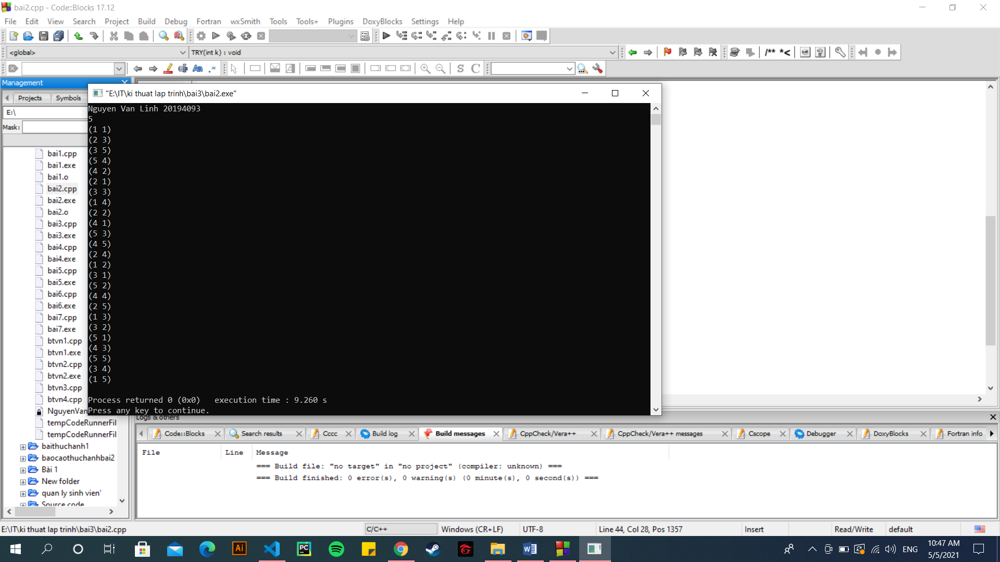 bai2.cpp - Code::Blocks 17.12
File Edit View Search Project Build Debug Fortran wxSmith Tools Tools+ Plugins DoxyBlocks Settings Help
<global> TRY(int k) : void
/** *<
S C
Management
Projects Symbols
E:\
Mask:
bai1.cpp
bai1.exe
bai1.o
bai2.cpp
bai2.exe
bai2.o
bai3.cpp
bai3.exe
bai4.cpp
bai4.exe
bai5.cpp
bai5.exe
bai6.cpp
bai6.exe
bai7.cpp
bai7.exe
btvn1.cpp
btvn1.exe
btvn2.cpp
btvn2.exe
btvn3.cpp
btvn4.cpp
NguyenVan
tempCodeRunnerFil
tempCodeRunnerFil
baithuchanh1
baocaothuchanhbai2
Bài 1
New folder
quan ly sinh vien'
Source code
"E:\IT\ki thuat lap trinh\bai3\bai2.exe"
Nguyen Van Linh 20194093
5
(1 1)
(2 3)
(3 5)
(5 4)
(4 2)
(2 1)
(3 3)
(1 4)
(2 2)
(4 1)
(5 3)
(4 5)
(2 4)
(1 2)
(3 1)
(5 2)
(4 4)
(2 5)
(1 3)
(3 2)
(5 1)
(4 3)
(5 5)
(3 4)
(1 5)
Process returned 0 (0x0)   execution time : 9.260 s
Press any key to continue.
Logs & others
Code::Blocks Search results Cccc Build log Build messages CppCheck/Vera++ CppCheck/Vera++ messages Cscope Debugger DoxyBlocks Fortran info
File Line Message
=== Build file: "no target" in "no project" (compiler: unknown) ===
=== Build finished: 0 error(s), 0 warning(s) (0 minute(s), 0 second(s)) ===
E:\IT\ki thuat lap trinh\bai3\bai2.cpp C/C++ Windows (CR+LF) UTF-8 Line 44, Col 28, Pos 1357 Insert Read/Write default
Ai PC ENG
10:47 AM
5/5/2021